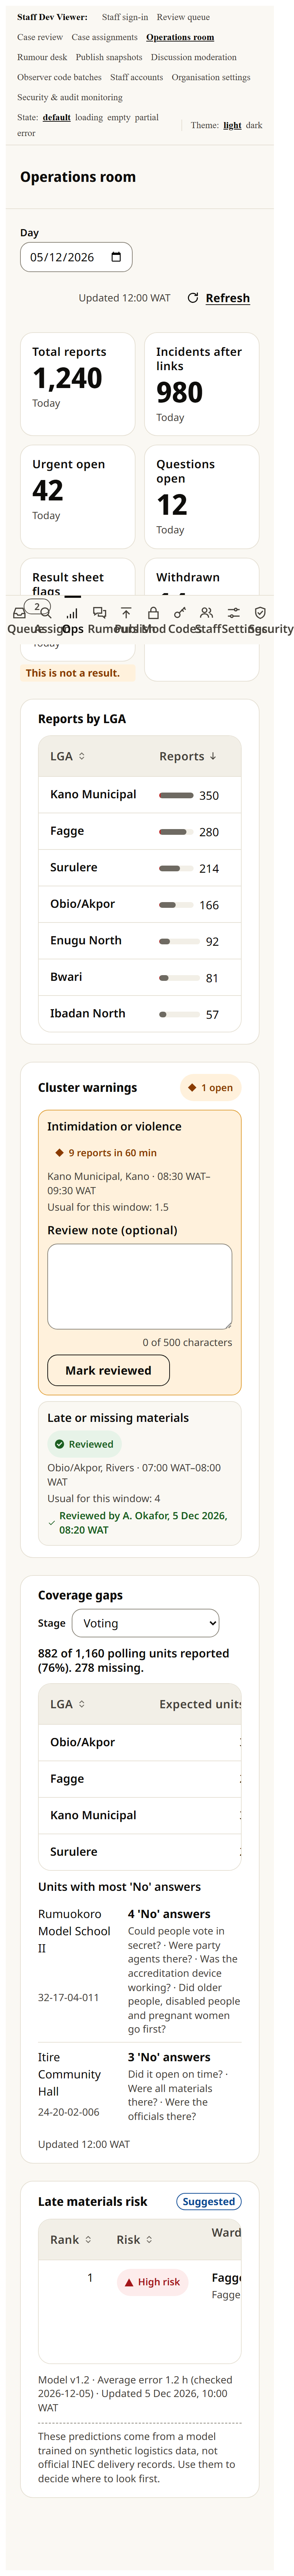 Staff Dev Viewer: Staff sign-in Review queue
Case review Case assignments Operations room
Rumour desk Publish snapshots Discussion moderation
Observer code batches Staff accounts Organisation settings
Security & audit monitoring
State: default loading empty partial
error
Theme: light dark
Operations room
Day
05/12/2026
Updated 12:00 WAT Refresh
Total reports
1,240
Today
Incidents after
links
980
Today
Urgent open
42
Today
Questions
open
12
Today
Result sheet
flags
Withdrawn
2
Queue Assign Ops Rumours Publish Mod Codes Staff Settings Security
Today
This is not a result.
Reports by LGA
LGA Reports
Kano Municipal 350
Fagge 280
Surulere 214
Obio/Akpor 166
Enugu North 92
Bwari 81
Ibadan North 57
Cluster warnings 1 open
Intimidation or violence
9 reports in 60 min
Kano Municipal, Kano · 08:30 WAT–
09:30 WAT
Usual for this window: 1.5
Review note (optional)
0 of 500 characters
Mark reviewed
Late or missing materials
Reviewed
Obio/Akpor, Rivers · 07:00 WAT–08:00
WAT
Usual for this window: 4
Reviewed by A. Okafor, 5 Dec 2026,
08:20 WAT
Coverage gaps
Stage Voting
882 of 1,160 polling units reported
(76%). 278 missing.
LGA Expected units
Obio/Akpor
Fagge
Kano Municipal
Surulere
Units with most 'No' answers
Rumuokoro
Model School
II
32-17-04-011
4 'No' answers
Could people vote in
secret? · Were party
agents there? · Was the
accreditation device
working? · Did older
people, disabled people
and pregnant women
go first?
Itire
Community
Hall
24-20-02-006
3 'No' answers
Did it open on time? ·
Were all materials
there? · Were the
officials there?
Updated 12:00 WAT
Late materials risk Suggested
Rank Risk Ward
1 High risk Fagge
Fagge
Model v1.2 · Average error 1.2 h (checked
2026-12-05) · Updated 5 Dec 2026, 10:00
WAT
These predictions come from a model
trained on synthetic logistics data, not
official INEC delivery records. Use them to
decide where to look first.